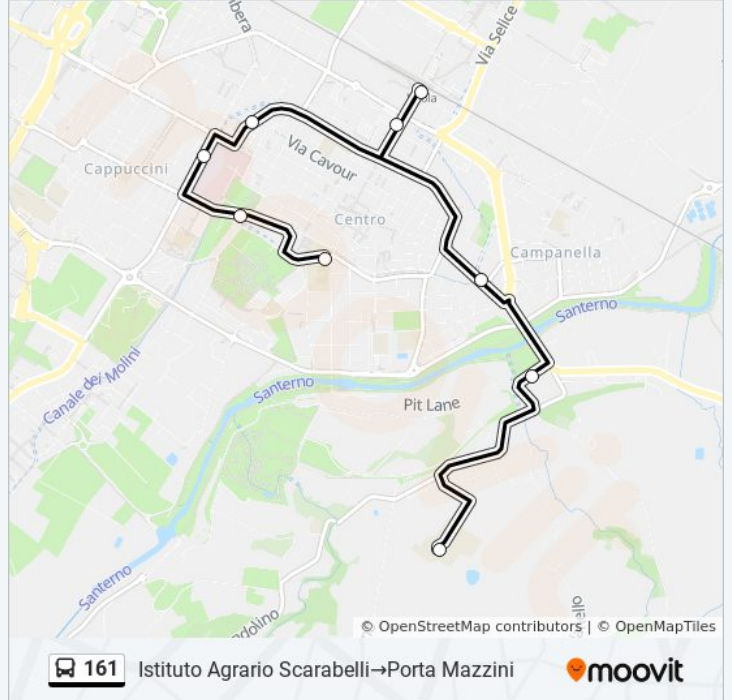 Via Selice
Via Cavour
Cappuccini
Centro
Campanella
Santerno
Canale dei Molini
Santerno
Pit Lane
Santerno
© OpenStreetMap contributors | © OpenMapTiles
161 Istituto Agrario Scarabelli→Porta Mazzini moovit